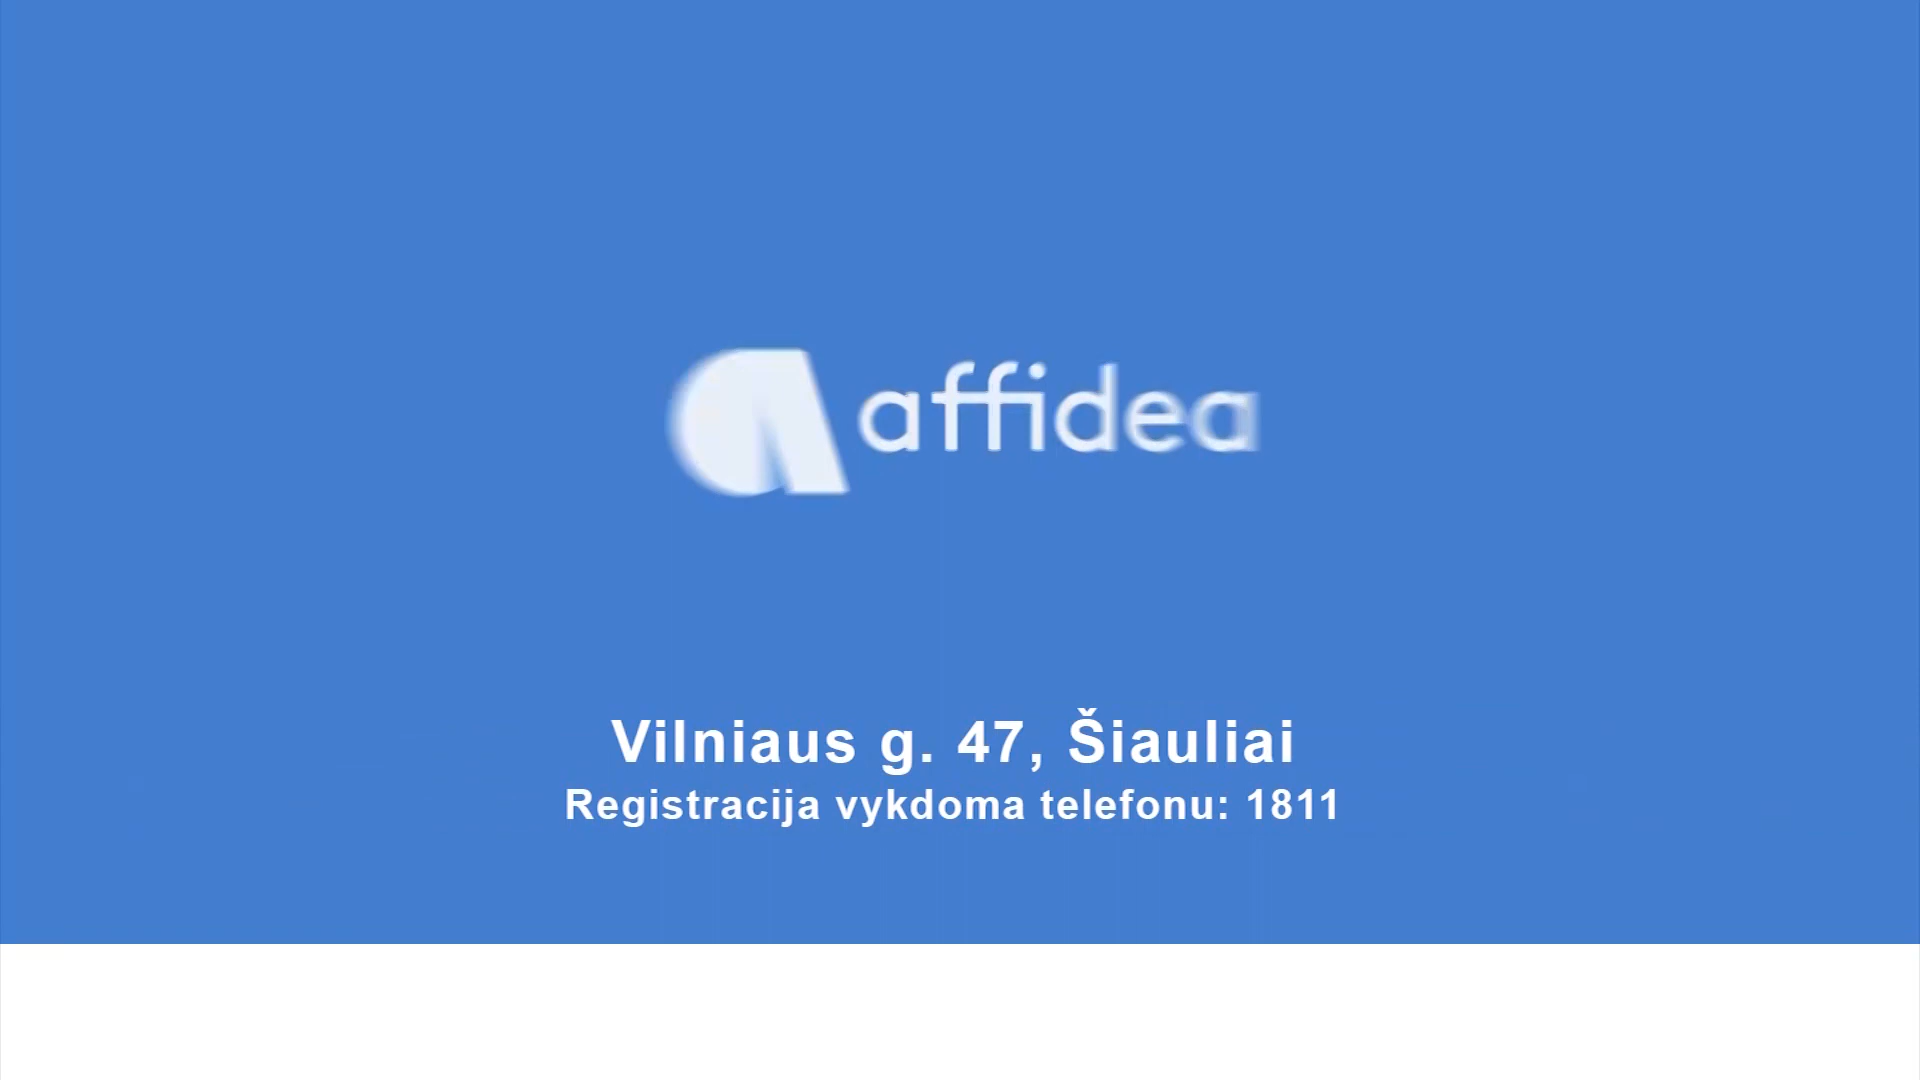 affidea
Vilniaus g. 47, Šiauliai
Registracija vykdoma telefonu: 1811